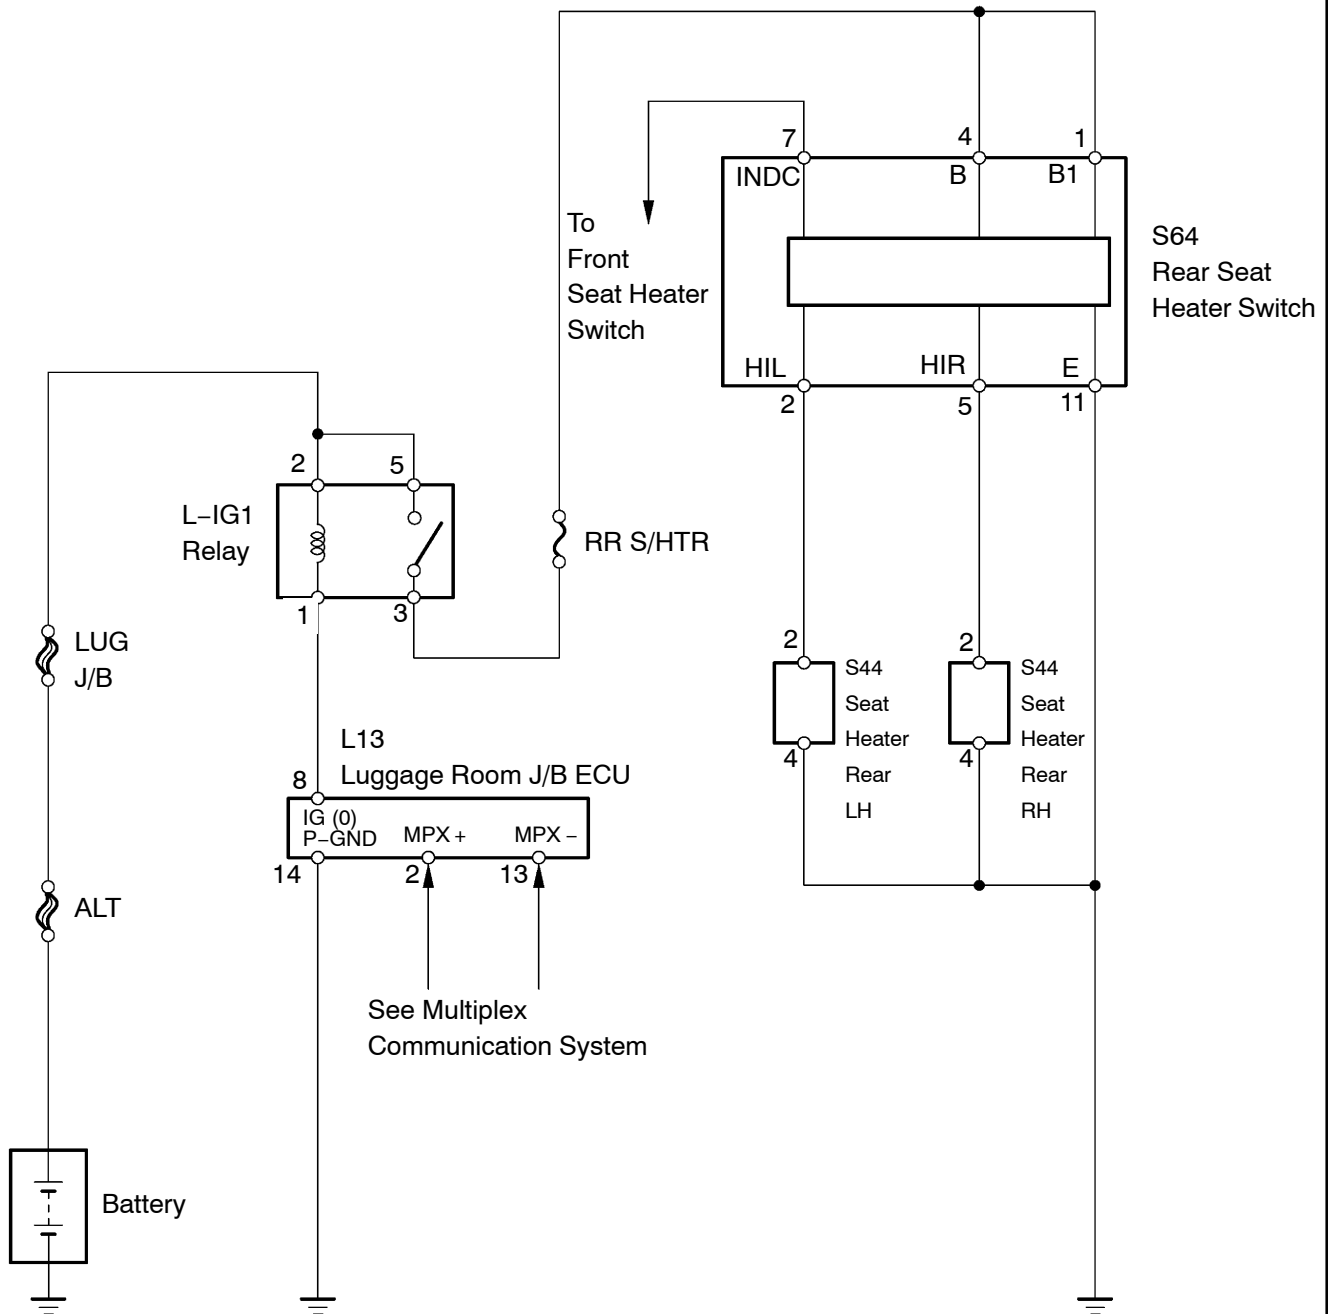 7
4
1
INDC
B
B1
To
Front
Seat Heater
Switch
S64
Rear Seat
Heater Switch
HIL
HIR
E
2
5
11
2
5
L–IG1
Relay
1
3
RR S/HTR
LUG
J/B
2
S44
Seat
Heater
Rear
LH
4
2
S44
Seat
Heater
Rear
RH
4
L13
Luggage Room J/B ECU
8
IG (0)
P–GND
MPX +
MPX –
14
2
13
ALT
See Multiplex
Communication System
Battery